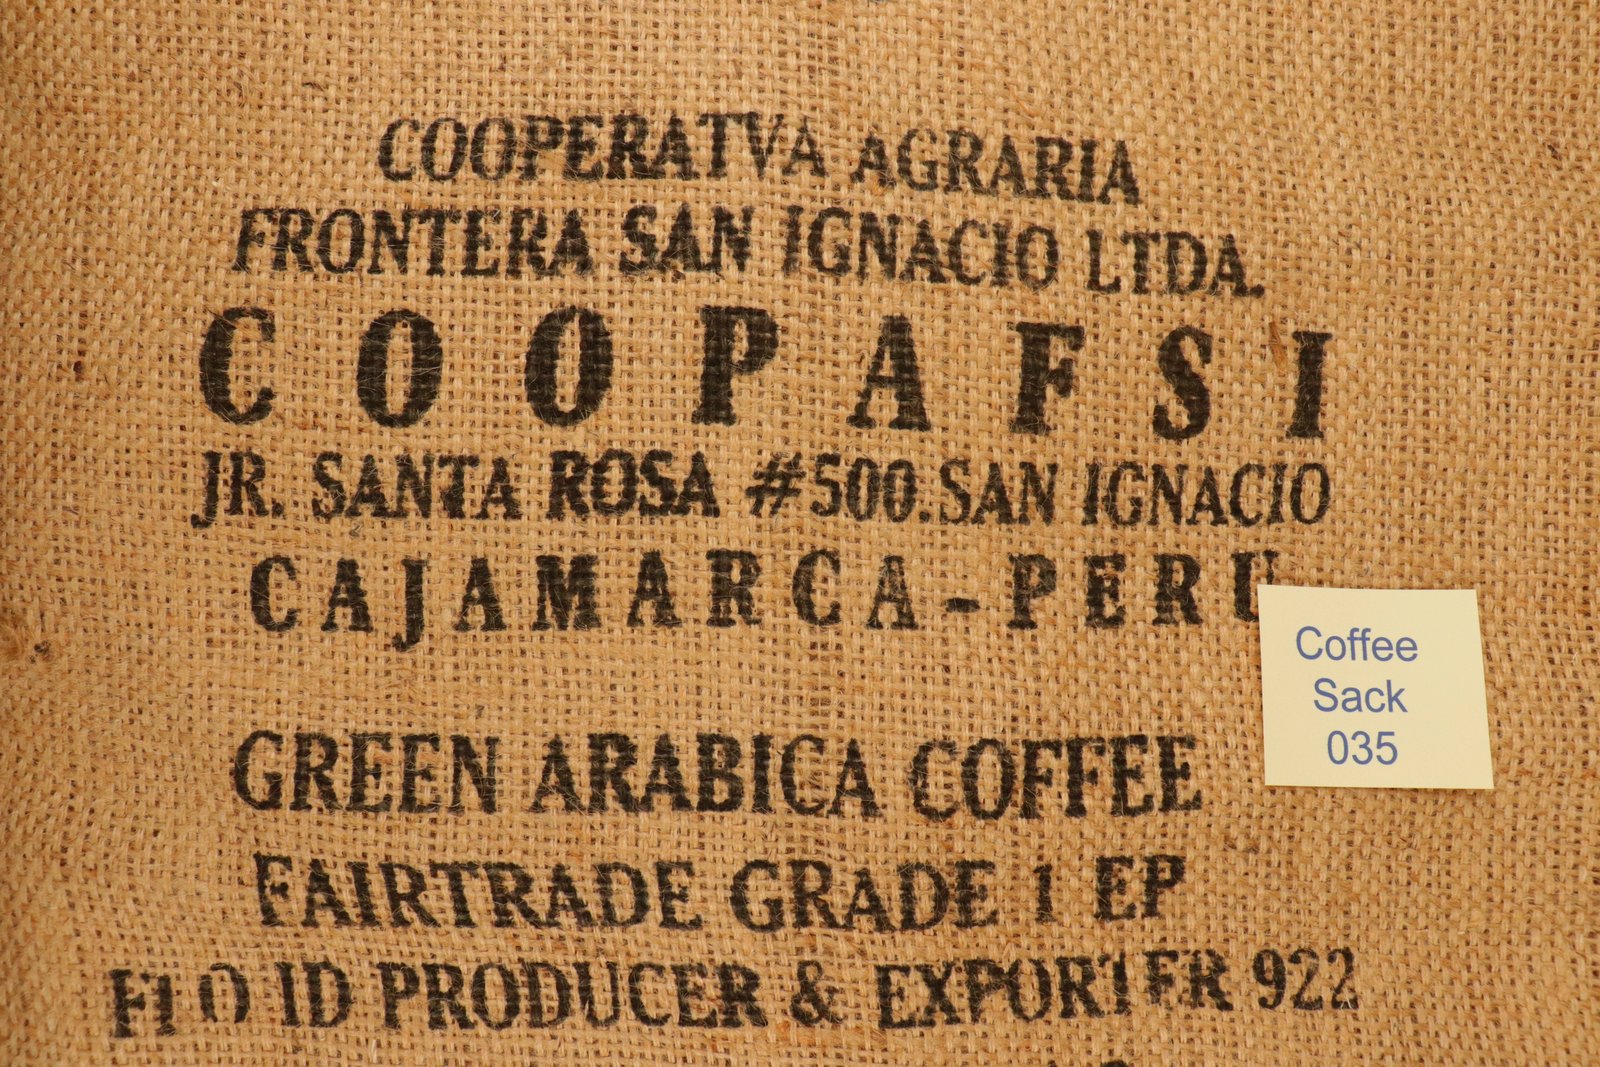 COOPERATVA AGRARIA
FRONTERA SAN IGNACIO LTDA.
COOPAFSI
JR. SANTA ROSA #500.SAN IGNACIO
CAJAMARCA-PERU
Coffee
Sack
035
GREEN ARABICA COFFEE
FAIRTRADE GRADE 1 EP
FLO ID PRODUCER & EXPORTER 922